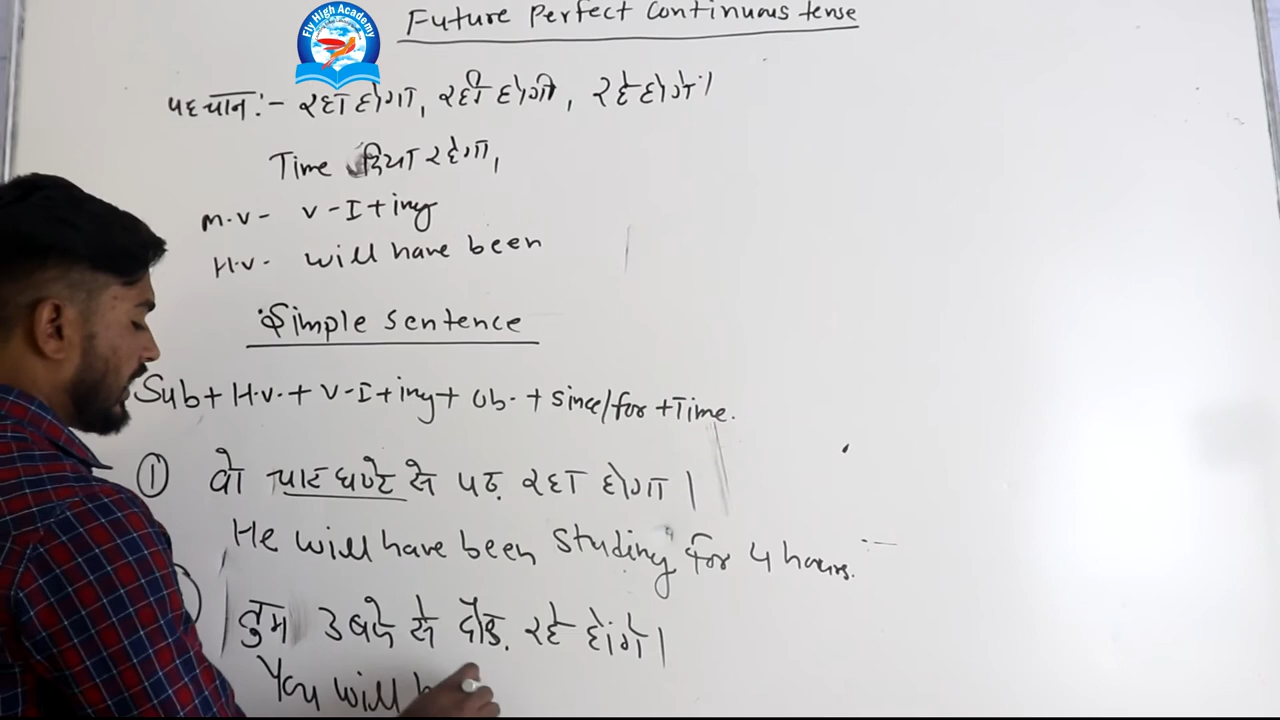 Fly High Academy
Future Perfect Continuous tense
पहचान:- रहा होगा, रही होगी, रहे होंगे।
Time दिया रहेगा,
m.v- v-I+ing
H.v- will have been
Simple sentence
Sub+ H.v.+ V-I+ing+ ob. + since/for +Time.
① वो चार घण्टे से पढ़ रहा होगा।
He will have been studing for 4 hours.
तुम 3 बजे से दौड़ रहे होंगे।
You will